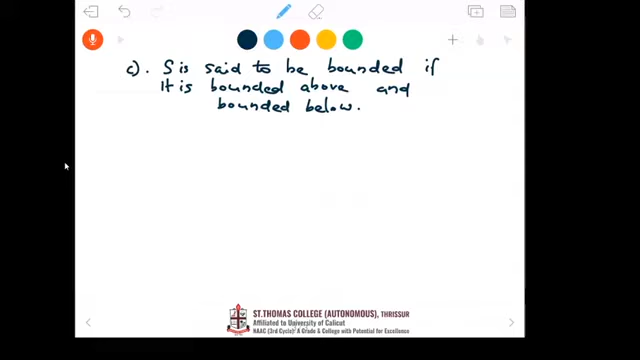 c). S is said to be bounded if
It is bounded above and
bounded below.
ST.THOMAS COLLEGE (AUTONOMOUS), THRISSUR
Affiliated to University of Calicut
NAAC (3rd Cycle): A Grade & College with Potential for Excellence